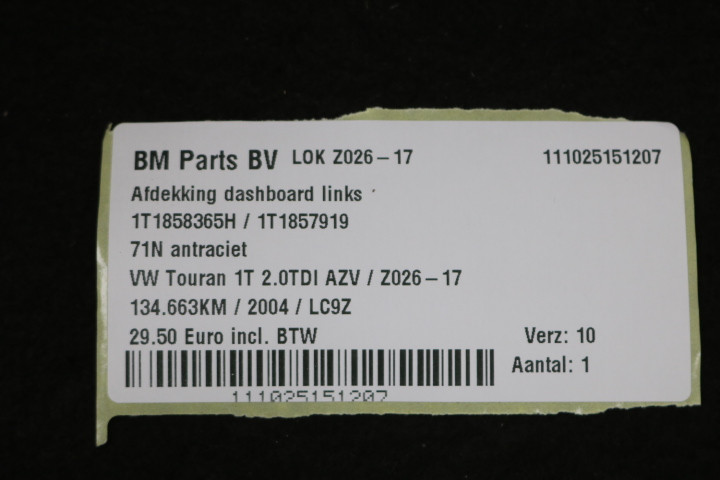 BM Parts BV LOK Z026-17 111025151207
Afdekking dashboard links
1T1858365H / 1T1857919
71N antraciet
VW Touran 1T 2.0TDI AZV / Z026-17
134.663KM / 2004 / LC9Z
29.50 Euro incl. BTW Verz: 10
Aantal: 1
111025151207